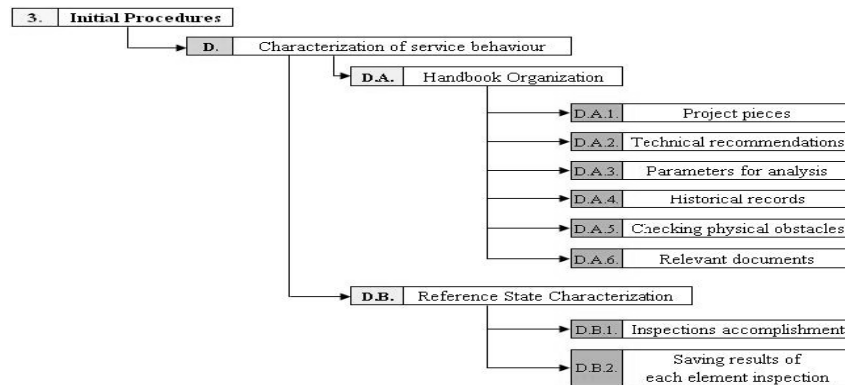 3. Initial Procedures
D. Characterization of service behaviour
D.A. Handbook Organization
D.A.1. Project pieces
D.A.2. Technical recommendations
D.A.3. Parameters for analysis
D.A.4. Historical records
D.A.5. Checking physical obstacles
D.A.6. Relevant documents
D.B. Reference State Characterization
D.B.1. Inspections accomplishment
D.B.2. Saving results of
each element inspection